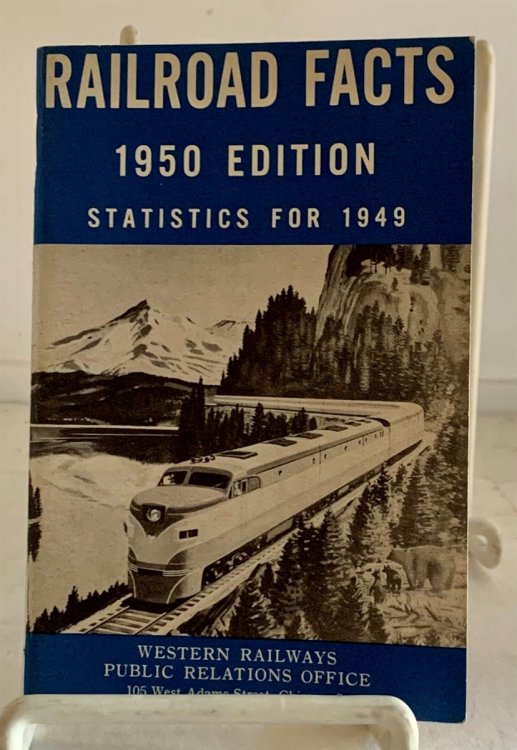 RAILROAD FACTS
1950 EDITION
STATISTICS FOR 1949
WESTERN RAILWAYS
PUBLIC RELATIONS OFFICE
105 West Adams Street, Chicago